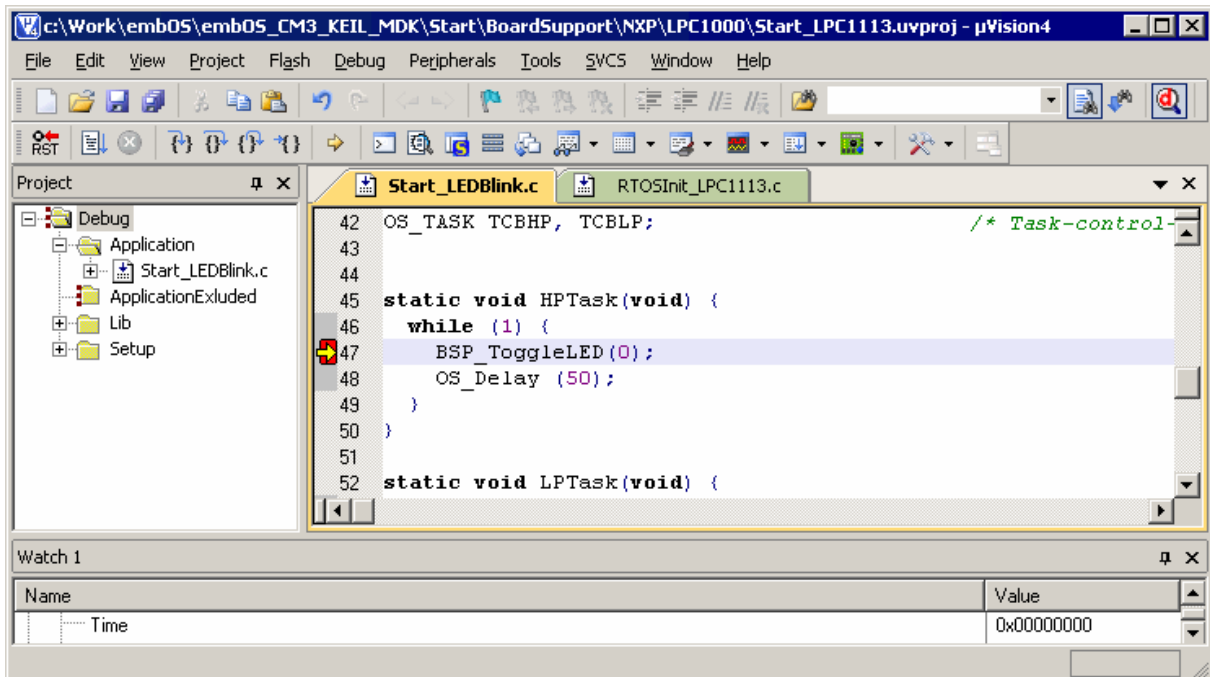 c:\Work\embOS\embOS_CM3_KEIL_MDK\Start\BoardSupport\NXP\LPC1000\Start_LPC1113.uvproj - µVision4
File Edit View Project Flash Debug Peripherals Tools SVCS Window Help
RST
Project
Start_LEDBlink.c RTOSInit_LPC1113.c
Debug
Application
Start_LEDBlink.c
ApplicationExluded
Lib
Setup
42 OS_TASK TCBHP, TCBLP; /* Task-control-
43
44
45 static void HPTask(void) {
46 while (1) {
47 BSP_ToggleLED(0);
48 OS_Delay (50);
49 }
50 }
51
52 static void LPTask(void) {
Watch 1
Name Value
Time 0x00000000